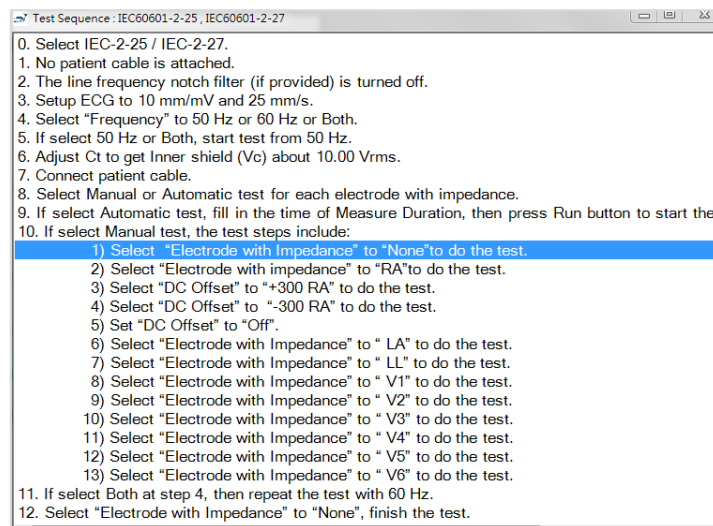 Test Sequence : IEC60601-2-25 , IEC60601-2-27
0. Select IEC-2-25 / IEC-2-27.
1. No patient cable is attached.
2. The line frequency notch filter (if provided) is turned off.
3. Setup ECG to 10 mm/mV and 25 mm/s.
4. Select “Frequency” to 50 Hz or 60 Hz or Both.
5. If select 50 Hz or Both, start test from 50 Hz.
6. Adjust Ct to get Inner shield (Vc) about 10.00 Vrms.
7. Connect patient cable.
8. Select Manual or Automatic test for each electrode with impedance.
9. If select Automatic test, fill in the time of Measure Duration, then press Run button to start the
10. If select Manual test, the test steps include:
1) Select “Electrode with Impedance” to “None”to do the test.
2) Select “Electrode with impedance” to “RA”to do the test.
3) Select “DC Offset” to “+300 RA” to do the test.
4) Select “DC Offset” to “-300 RA” to do the test.
5) Set “DC Offset” to “Off”.
6) Select “Electrode with Impedance” to “ LA” to do the test.
7) Select “Electrode with Impedance” to “ LL” to do the test.
8) Select “Electrode with Impedance” to “ V1” to do the test.
9) Select “Electrode with Impedance” to “ V2” to do the test.
10) Select “Electrode with Impedance” to “ V3” to do the test.
11) Select “Electrode with Impedance” to “ V4” to do the test.
12) Select “Electrode with Impedance” to “ V5” to do the test.
13) Select “Electrode with Impedance” to “ V6” to do the test.
11. If select Both at step 4, then repeat the test with 60 Hz.
12. Select “Electrode with Impedance” to “None”, finish the test.